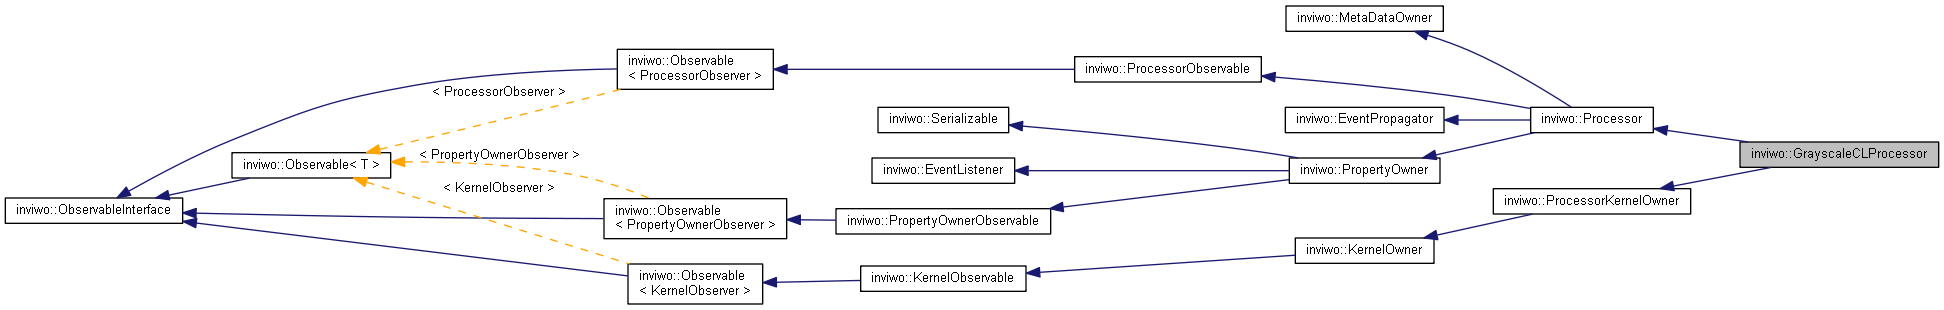 inviwo::MetaDataOwner
inviwo::Observable
< ProcessorObserver >
inviwo::ProcessorObservable
< ProcessorObserver >
inviwo::Serializable
inviwo::EventPropagator
inviwo::Processor
inviwo::GrayscaleCLProcessor
inviwo::Observable< T >
< PropertyOwnerObserver >
inviwo::EventListener
inviwo::PropertyOwner
< KernelObserver >
inviwo::ProcessorKernelOwner
inviwo::ObservableInterface
inviwo::Observable
< PropertyOwnerObserver >
inviwo::PropertyOwnerObservable
inviwo::KernelOwner
inviwo::Observable
< KernelObserver >
inviwo::KernelObservable